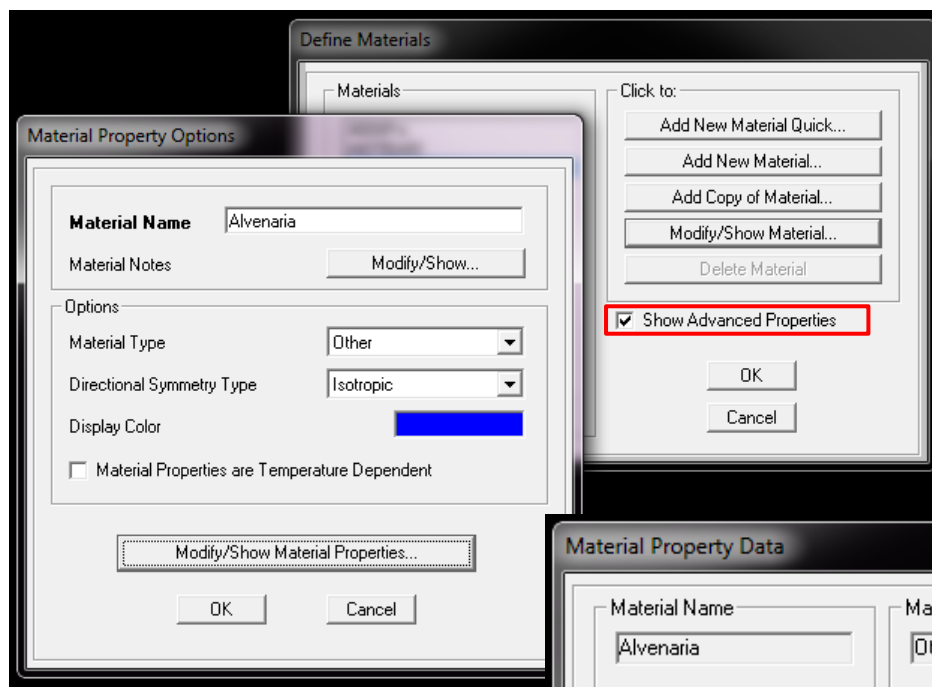 Define Materials
Materials
Click to:
Add New Material Quick...
Add New Material...
Add Copy of Material...
Modify/Show Material...
Delete Material
Show Advanced Properties
OK
Cancel
Material Property Options
Material Name Alvenaria
Material Notes Modify/Show...
Options
Material Type Other
Directional Symmetry Type Isotropic
Display Color
Material Properties are Temperature Dependent
Modify/Show Material Properties...
OK Cancel
Material Property Data
Material Name Ma
Alvenaria